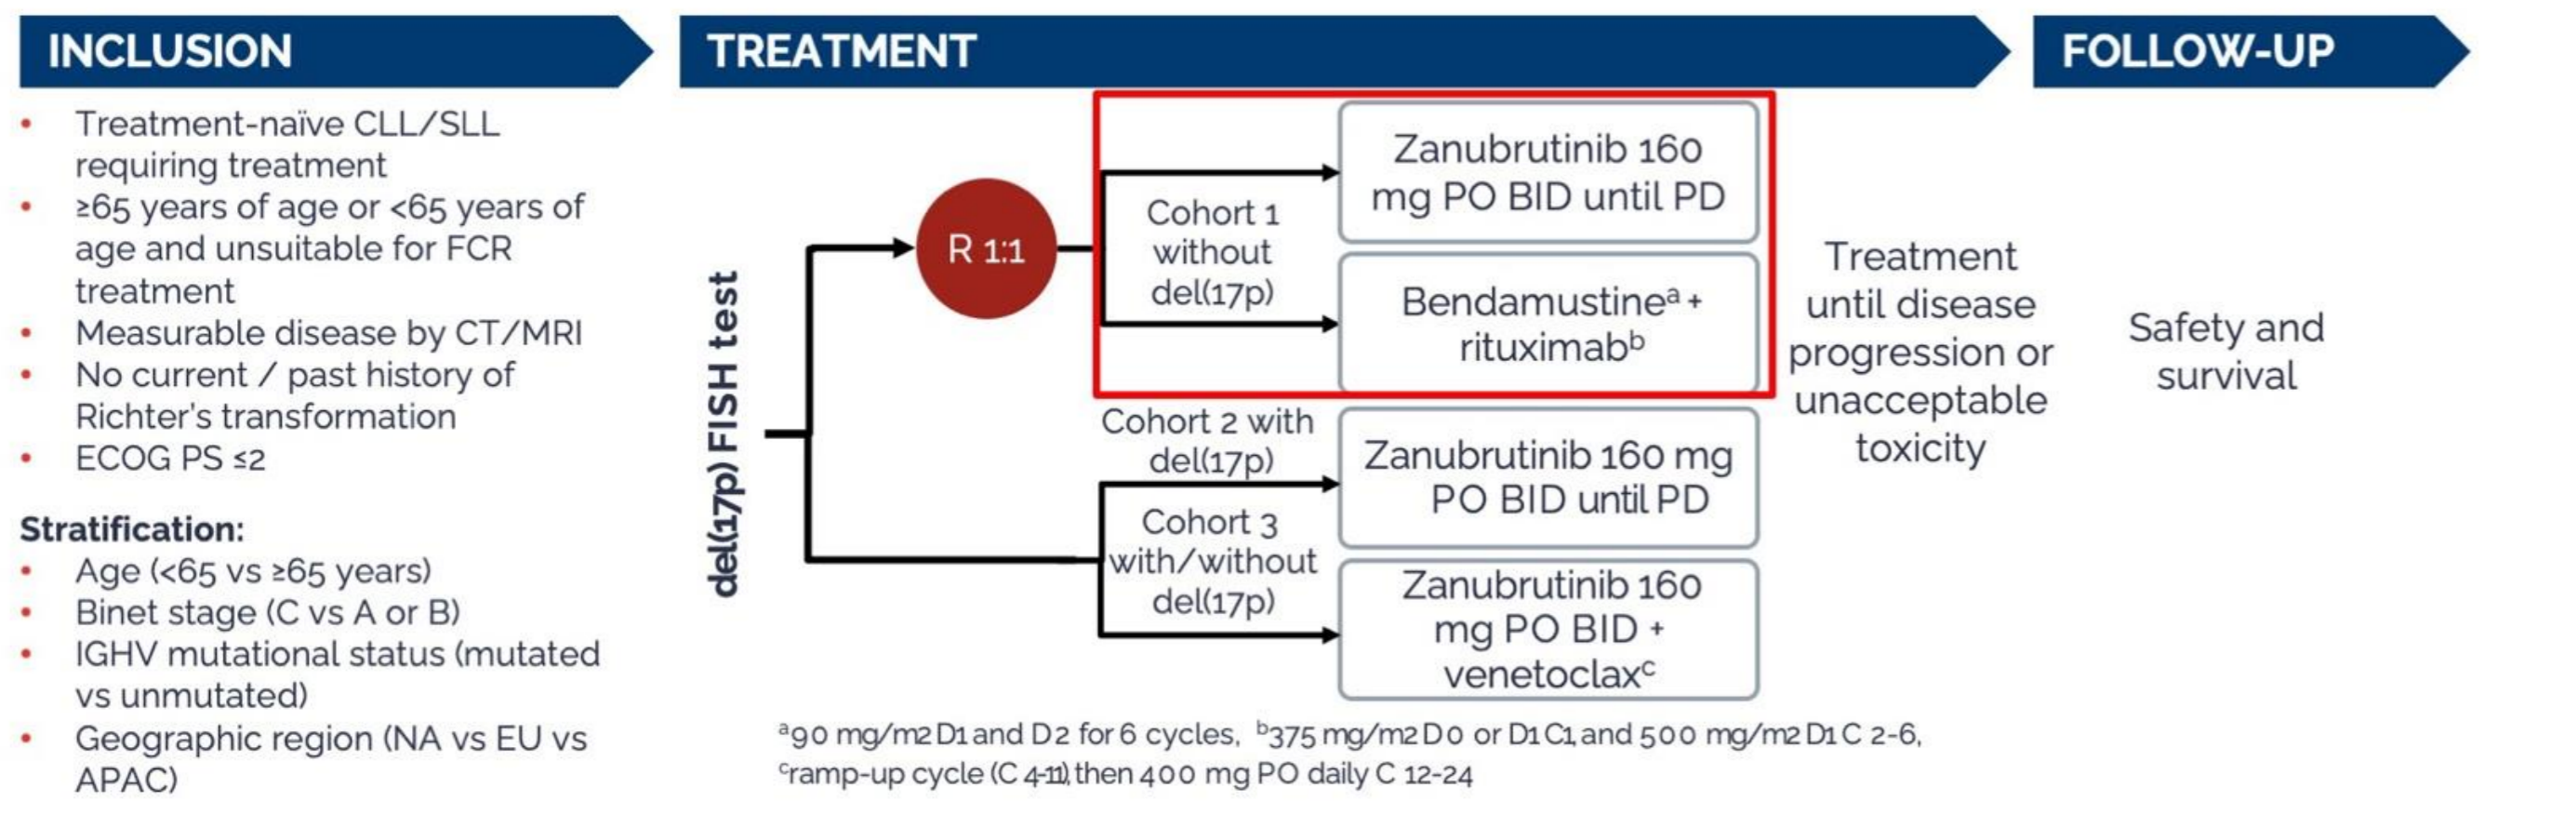 INCLUSION
• Treatment-naïve CLL/SLL
requiring treatment
• ≥65 years of age or <65 years of
age and unsuitable for FCR
treatment
• Measurable disease by CT/MRI
• No current / past history of
Richter's transformation
• ECOG PS ≤2
Stratification:
• Age (<65 vs ≥65 years)
• Binet stage (C vs A or B)
• IGHV mutational status (mutated
vs unmutated)
• Geographic region (NA vs EU vs
APAC)
TREATMENT
del(17p) FISH test
R 1:1
Cohort 1
without
del(17p)
Zanubrutinib 160
mg PO BID until PD
Bendamustineᵃ +
rituximabᵇ
Cohort 2 with
del(17p)
Zanubrutinib 160 mg
PO BID until PD
Cohort 3
with/without
del(17p)
Zanubrutinib 160
mg PO BID +
venetoclaxᶜ
Treatment
until disease
progression or
unacceptable
toxicity
ᵃ90 mg/m2 D1 and D2 for 6 cycles, ᵇ375 mg/m2 D0 or D1 C1, and 500 mg/m2 D1 C 2-6,
ᶜramp-up cycle (C 4-11), then 400 mg PO daily C 12-24
FOLLOW-UP
Safety and
survival